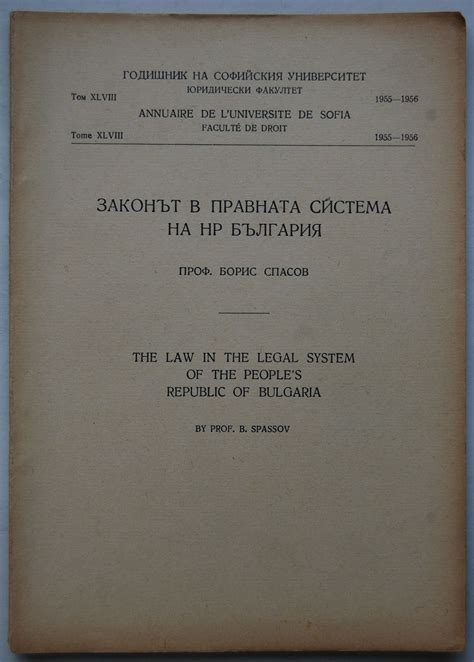 ГОДИШНИК НА СОФИЙСКИЯ УНИВЕРСИТЕТ
ЮРИДИЧЕСКИ ФАКУЛТЕТ
Том XLVIII 1955—1956
ANNUAIRE DE L'UNIVERSITE DE SOFIA
FACULTÉ DE DROIT
Tome XLVIII 1955—1956
ЗАКОНЪТ В ПРАВНАТА СИСТЕМА
НА НР БЪЛГАРИЯ
ПРОФ. БОРИС СПАСОВ
THE LAW IN THE LEGAL SYSTEM
OF THE PEOPLE'S
REPUBLIC OF BULGARIA
BY PROF. B. SPASSOV